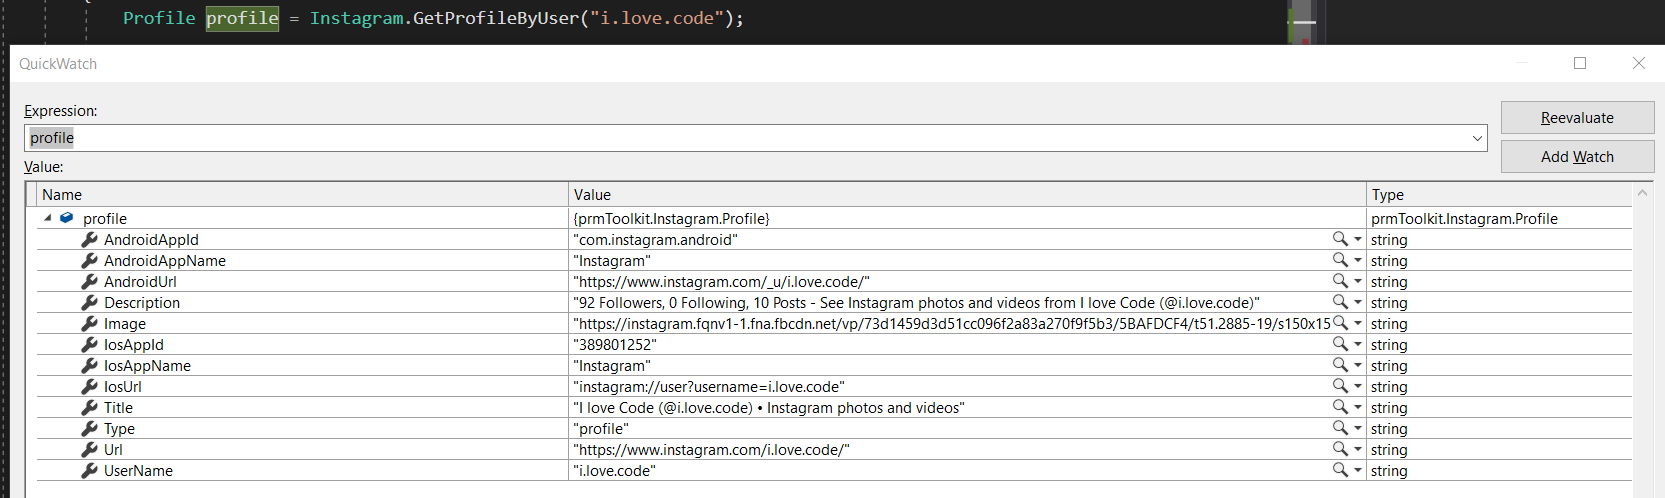 Profile profile = Instagram.GetProfileByUser("i.love.code");
QuickWatch
Expression:
Reevaluate
profile
Add Watch
Value:
Name Value Type
profile {prmToolkit.Instagram.Profile} prmToolkit.Instagram.Profile
AndroidAppId "com.instagram.android" string
AndroidAppName "Instagram" string
AndroidUrl "https://www.instagram.com/_u/i.love.code/" string
Description "92 Followers, 0 Following, 10 Posts - See Instagram photos and videos from I love Code (@i.love.code)" string
Image "https://instagram.fqnv1-1.fna.fbcdn.net/vp/73d1459d3d51cc096f2a83a270f9f5b3/5BAFDCF4/t51.2885-19/s150x15 string
IosAppId "389801252" string
IosAppName "Instagram" string
IosUrl "instagram://user?username=i.love.code" string
Title "I love Code (@i.love.code) • Instagram photos and videos" string
Type "profile" string
Url "https://www.instagram.com/i.love.code/" string
UserName "i.love.code" string